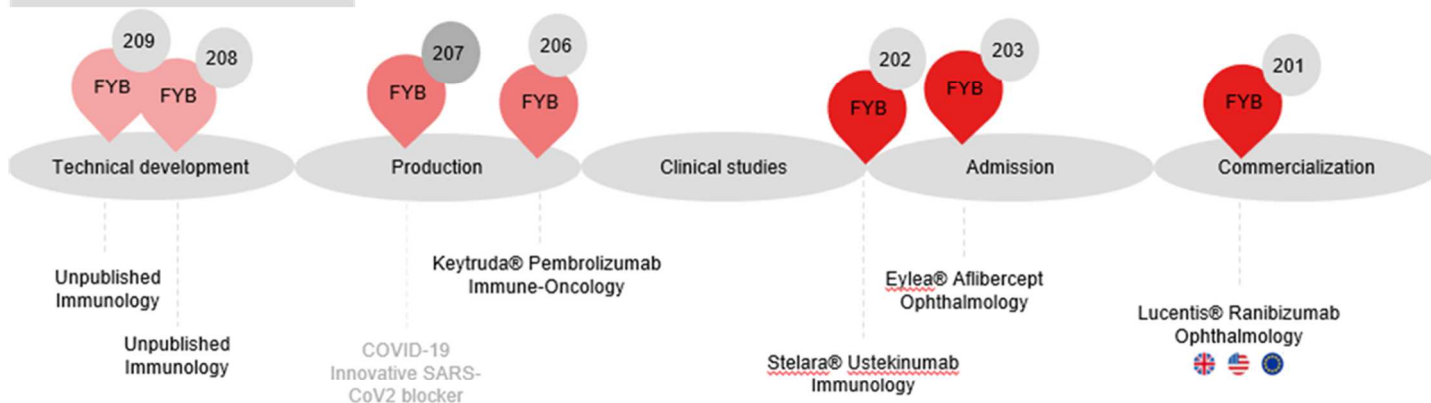 209
FYB
208
FYB
207
FYB
206
FYB
202
FYB
203
FYB
201
FYB
Technical development
Production
Clinical studies
Admission
Commercialization
Unpublished
Immunology
Unpublished
Immunology
COVID-19
Innovative SARS-
CoV2 blocker
Keytruda® Pembrolizumab
Immune-Oncology
Stelara® Ustekinumab
Immunology
Eylea® Aflibercept
Ophthalmology
Lucentis® Ranibizumab
Ophthalmology